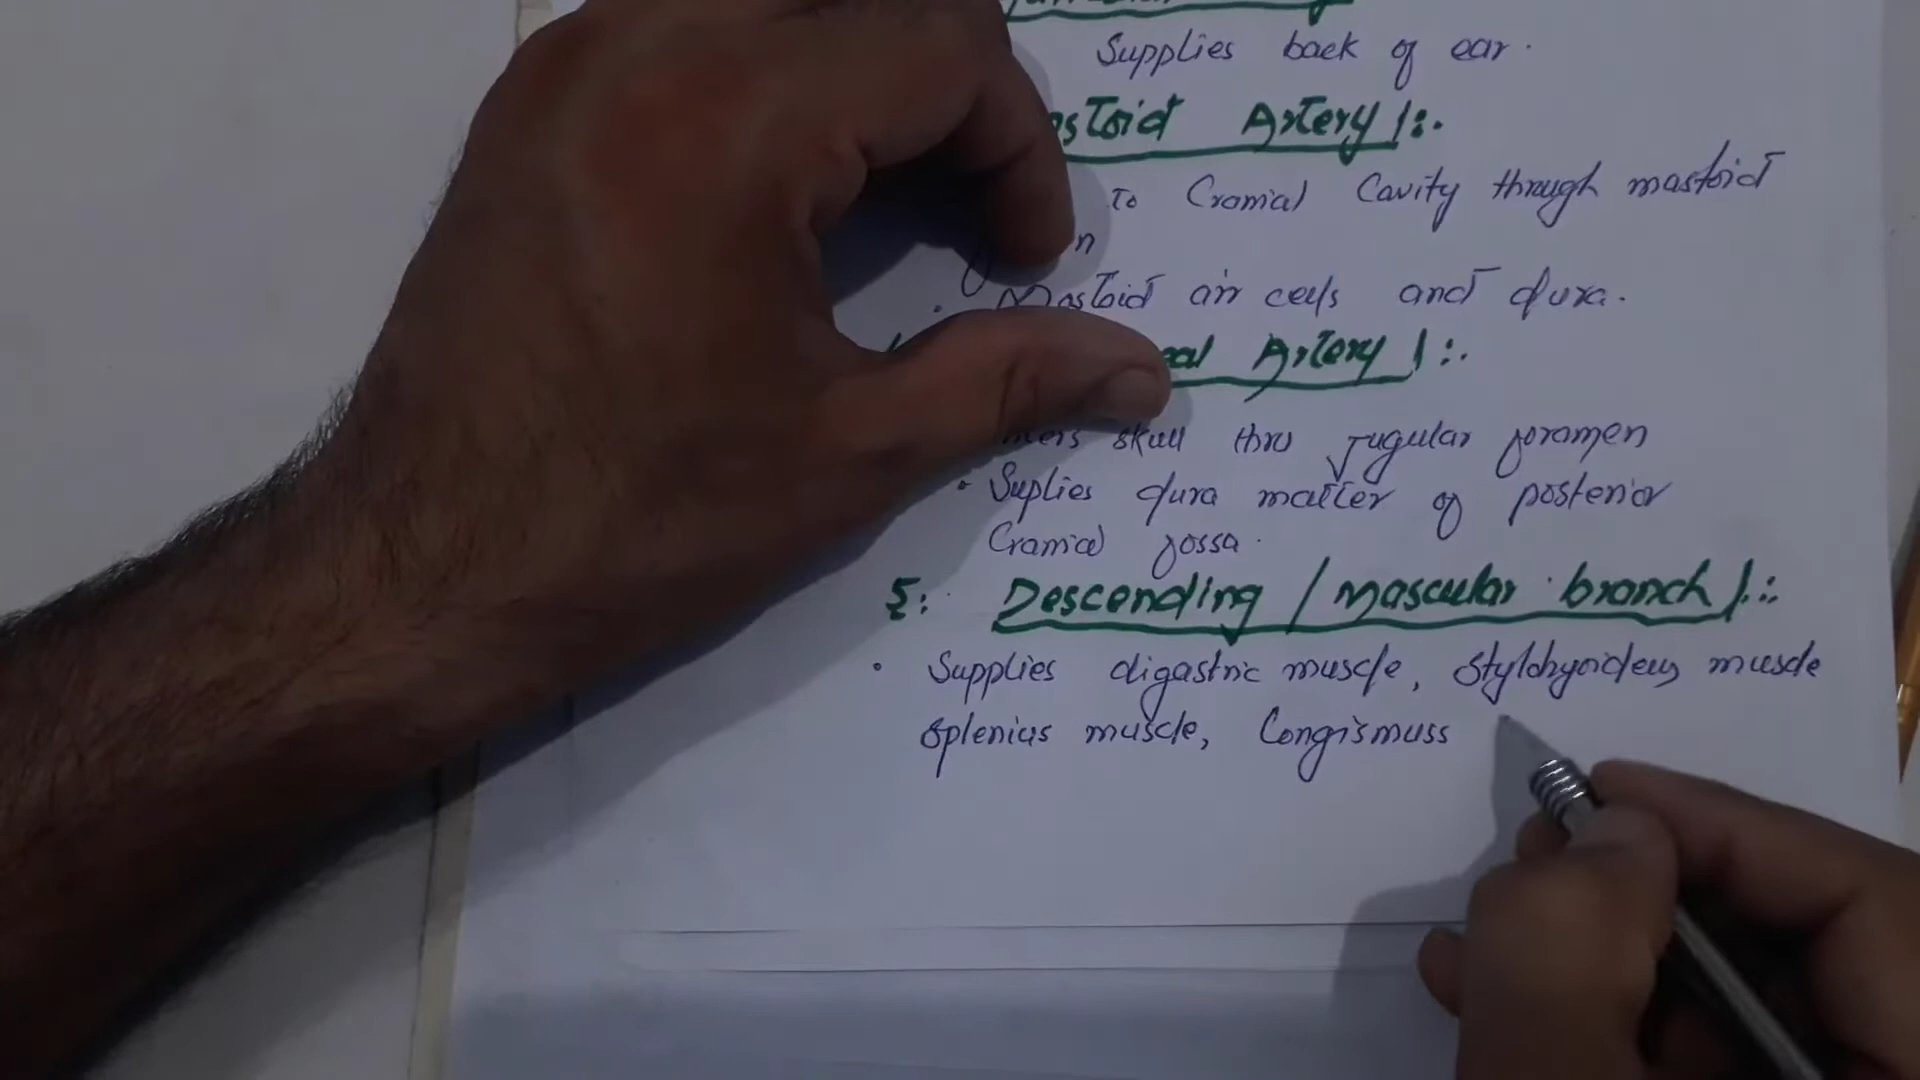 Supplies back of ear.
Artery |:.
To Cranial Cavity through mastoid
n
Mastoid air cells and dura.
Artery |:.
skull thru jugular foramen
• Suplies dura matter of posterior
Cranial fossa.
5: Descending / Mascular branch |:.:
• Supplies digastric muscle, Stylohyoideus muscle
Splenius muscle, Longismuss